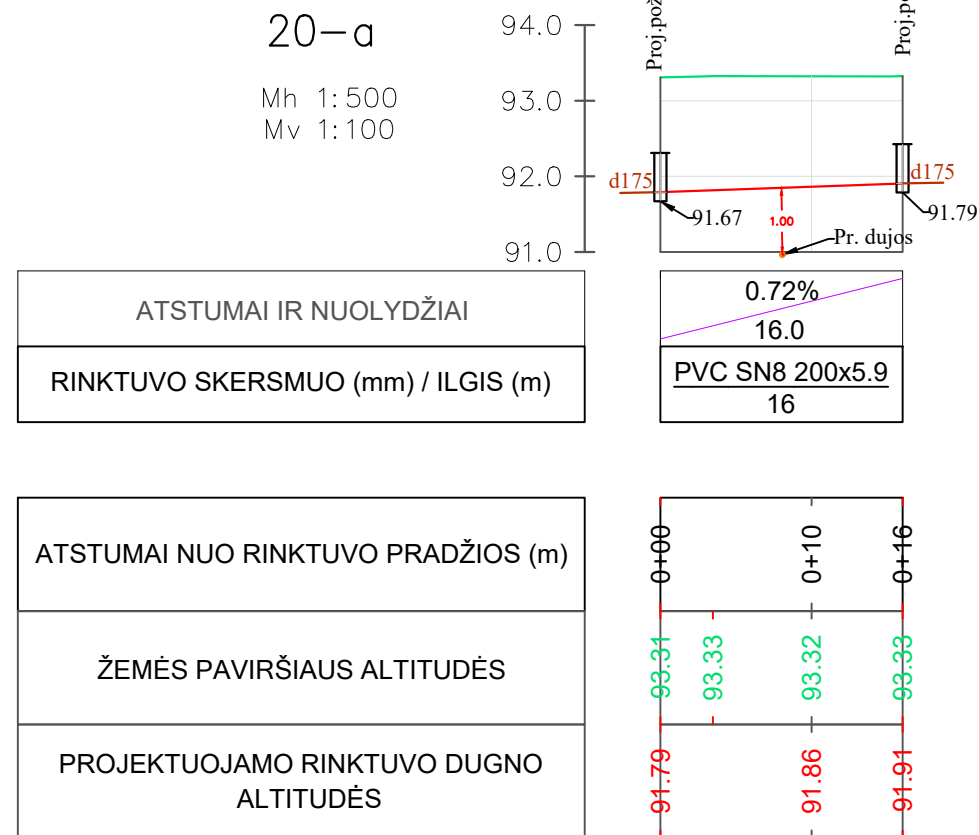 20-a
Mh 1:500
Mv 1:100
94.0
93.0
92.0
91.0
d175
d175
91.67
91.79
1.00
Pr. dujos
ATSTUMAI IR NUOLYDŽIAI
0.72%
16.0
RINKTUVO SKERSMUO (mm) / ILGIS (m)
PVC SN8 200x5.9
16
ATSTUMAI NUO RINKTUVO PRADŽIOS (m)
0+00
0+10
0+16
ŽEMĖS PAVIRŠIAUS ALTITUDĖS
93.31
93.33
93.32
93.33
PROJEKTUOJAMO RINKTUVO DUGNO
ALTITUDĖS
91.79
91.86
91.91